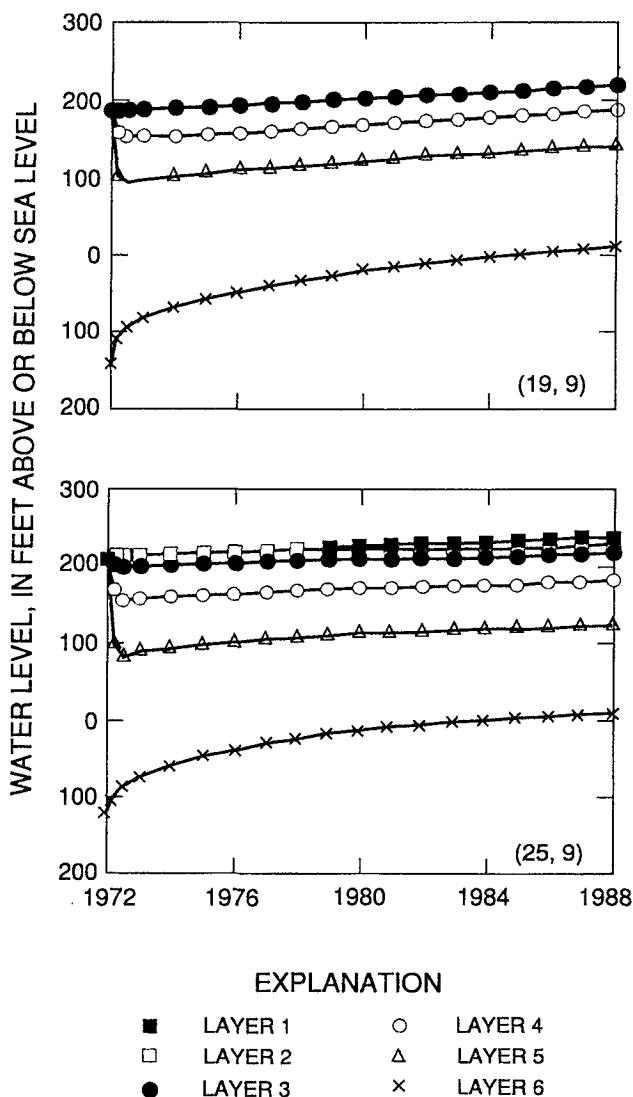 WATER LEVEL, IN FEET ABOVE OR BELOW SEA LEVEL
300
200
100
0
100
200
(19, 9)
300
200
100
0
100
200
(25, 9)
1972 1976 1980 1984 1988
EXPLANATION
LAYER 1 LAYER 4
LAYER 2 LAYER 5
LAYER 3 LAYER 6